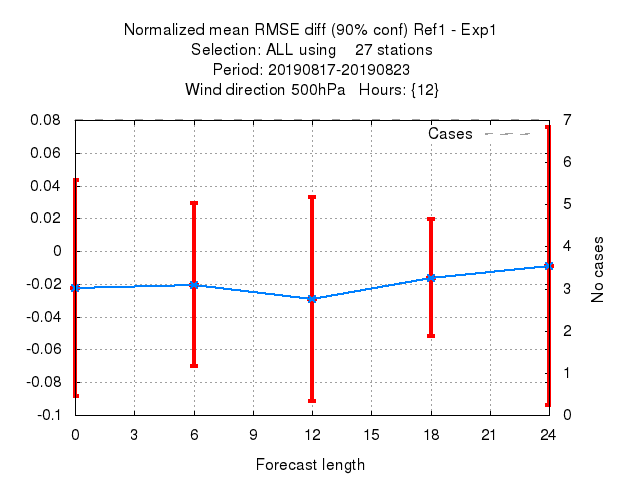 Normalized mean RMSE diff (90% conf) Ref1 - Exp1
Selection: ALL using    27 stations
Period: 20190817-20190823
Wind direction 500hPa   Hours: {12}
Cases
0.08
0.06
0.04
0.02
0
-0.02
-0.04
-0.06
-0.08
-0.1
7
6
5
4
3
2
1
0
No cases
0 3 6 9 12 15 18 21 24
Forecast length